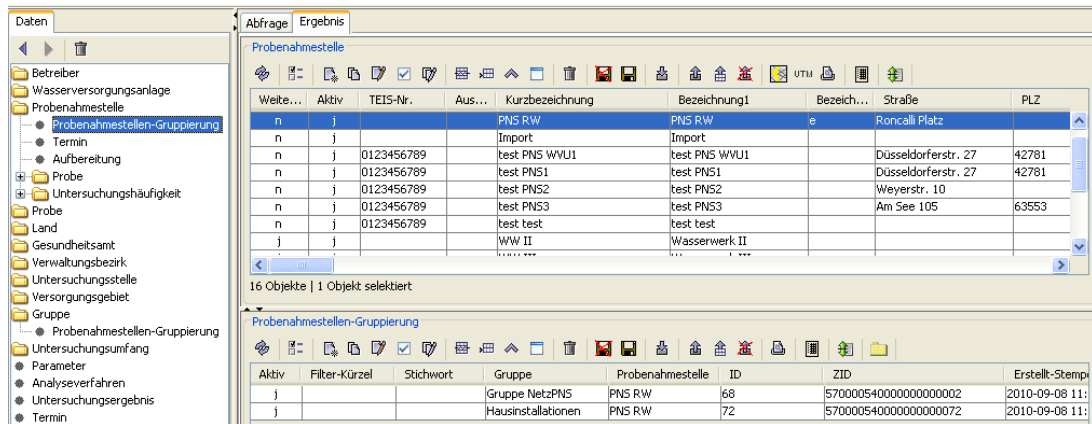 Daten
Betreiber
Wasserversorgungsanlage
Probenahmestelle
Probenahmestellen-Gruppierung
Termin
Aufbereitung
Probe
Untersuchungshäufigkeit
Probe
Land
Gesundheitsamt
Verwaltungsbezirk
Untersuchungsstelle
Versorgungsgebiet
Gruppe
Probenahmestellen-Gruppierung
Untersuchungsumfang
Parameter
Analyseverfahren
Untersuchungsergebnis
Termin
Abfrage Ergebnis
Probenahmestelle
UTM
Weite... Aktiv TEIS-Nr. Aus... Kurzbezeichnung Bezeichnung1 Bezeich... Straße PLZ
n j PNS RW PNS RW e Roncalli Platz
n j Import Import
n j 0123456789 test PNS WVU1 test PNS WVU1 Düsseldorferstr. 27 42781
n j 0123456789 test PNS1 test PNS1 Düsseldorferstr. 27 42781
n j 0123456789 test PNS2 test PNS2 Weyerstr. 10
n j 0123456789 test PNS3 test PNS3 Am See 105 63553
n j 0123456789 test test test test
j j WW II Wasserwerk II
16 Objekte | 1 Objekt selektiert
Probenahmestellen-Gruppierung
Aktiv Filter-Kürzel Stichwort Gruppe Probenahmestelle ID ZID Erstellt-Stempe
j Gruppe NetzPNS PNS RW 68 570000540000000000002 2010-09-08 11:
j Hausinstallationen PNS RW 72 570000540000000000072 2010-09-08 11: